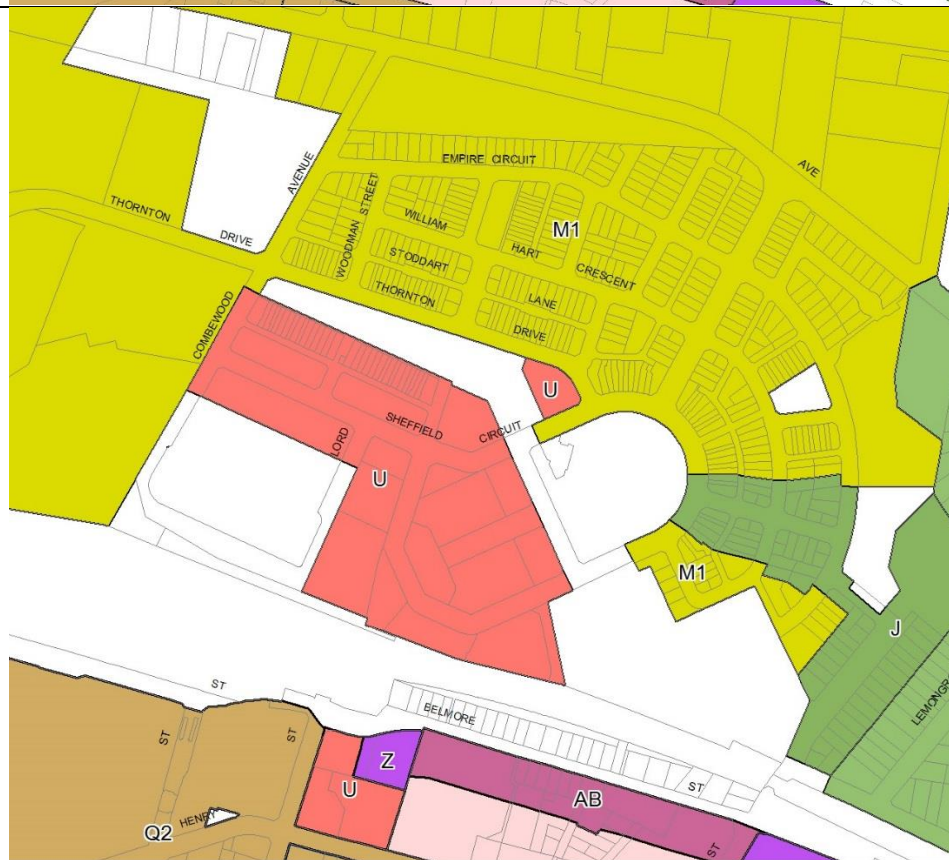 EMPIRE CIRCUIT
AVE
AVENUE
THORNTON
DRIVE
WOODMAN STREET
WILLIAM
M1
HART
STODDART
CRESCENT
THORNTON
LANE
DRIVE
COMBEWOOD
U
SHEFFIELD
CIRCUIT
LORD
U
M1
J
LEMONGR
ST
BELMORE
ST
ST
ST
Z
U
AB
HENRY
Q2
ST